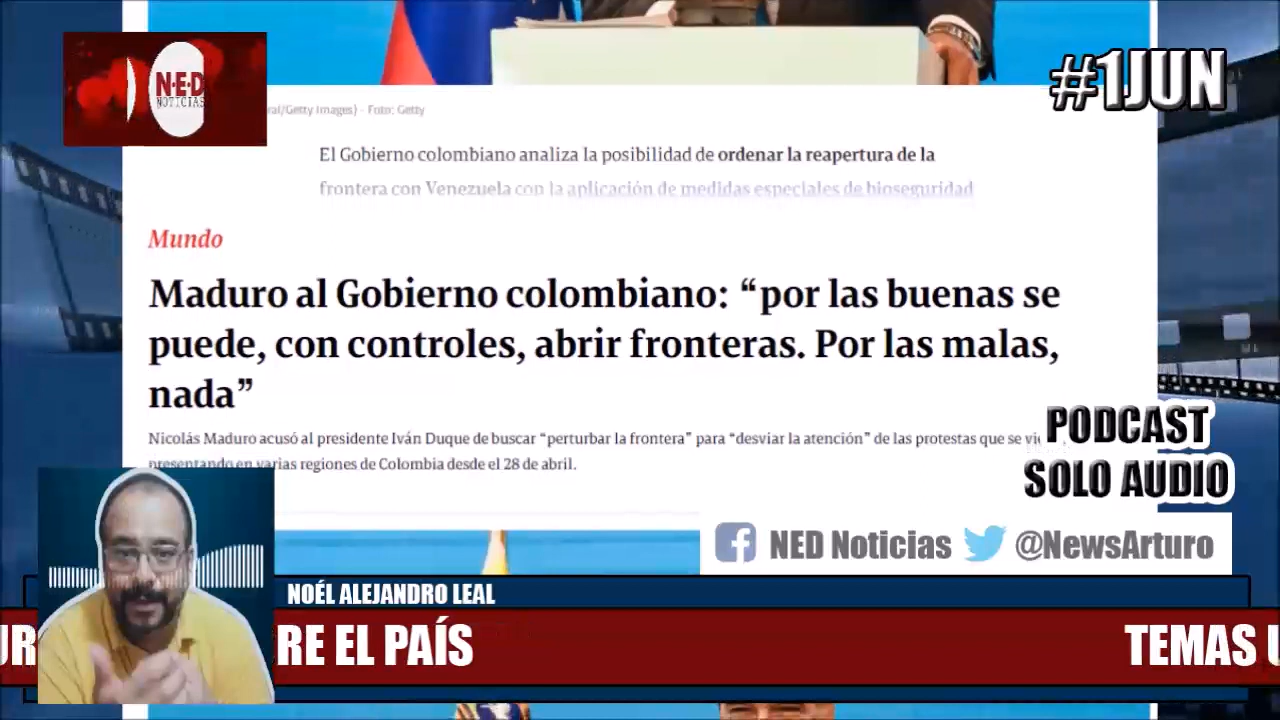 N·E·D
NOTICIAS
#1JUN
ral/Getty Images) - Foto: Getty
El Gobierno colombiano analiza la posibilidad de ordenar la reapertura de la
frontera con Venezuela con la aplicación de medidas especiales de bioseguridad
Mundo
Maduro al Gobierno colombiano: “por las buenas se
puede, con controles, abrir fronteras. Por las malas,
nada”
Nicolás Maduro acusó al presidente Iván Duque de buscar “perturbar la frontera” para “desviar la atención” de las protestas que se vi
presentando en varias regiones de Colombia desde el 28 de abril.
PODCAST
SOLO AUDIO
NED Noticias @NewsArturo
NOÉL ALEJANDRO LEAL
UR RE EL PAÍS TEMAS U